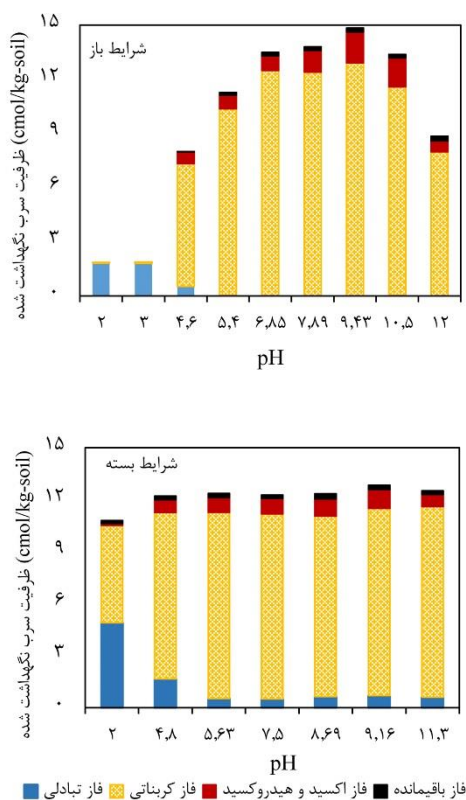 شرایط باز
ظرفیت سرب نگهداشت شده (cmol/kg-soil)
۱۵
۱۲
۹
۶
۳
۰
۲ ۳ ۴,۶ ۵,۴ ۶,۸۵ ۷,۸۹ ۹,۴۳ ۱۰,۵ ۱۲
pH
شرایط بسته
ظرفیت سرب نگهداشت شده (cmol/kg-soil)
۱۵
۱۲
۹
۶
۳
۰
۲ ۴,۸ ۵,۶۳ ۷,۵ ۸,۶۹ ۹,۱۶ ۱۱,۳
pH
فاز باقیمانده فاز اکسید و هیدروکسید فاز کربناتی فاز تبادلی